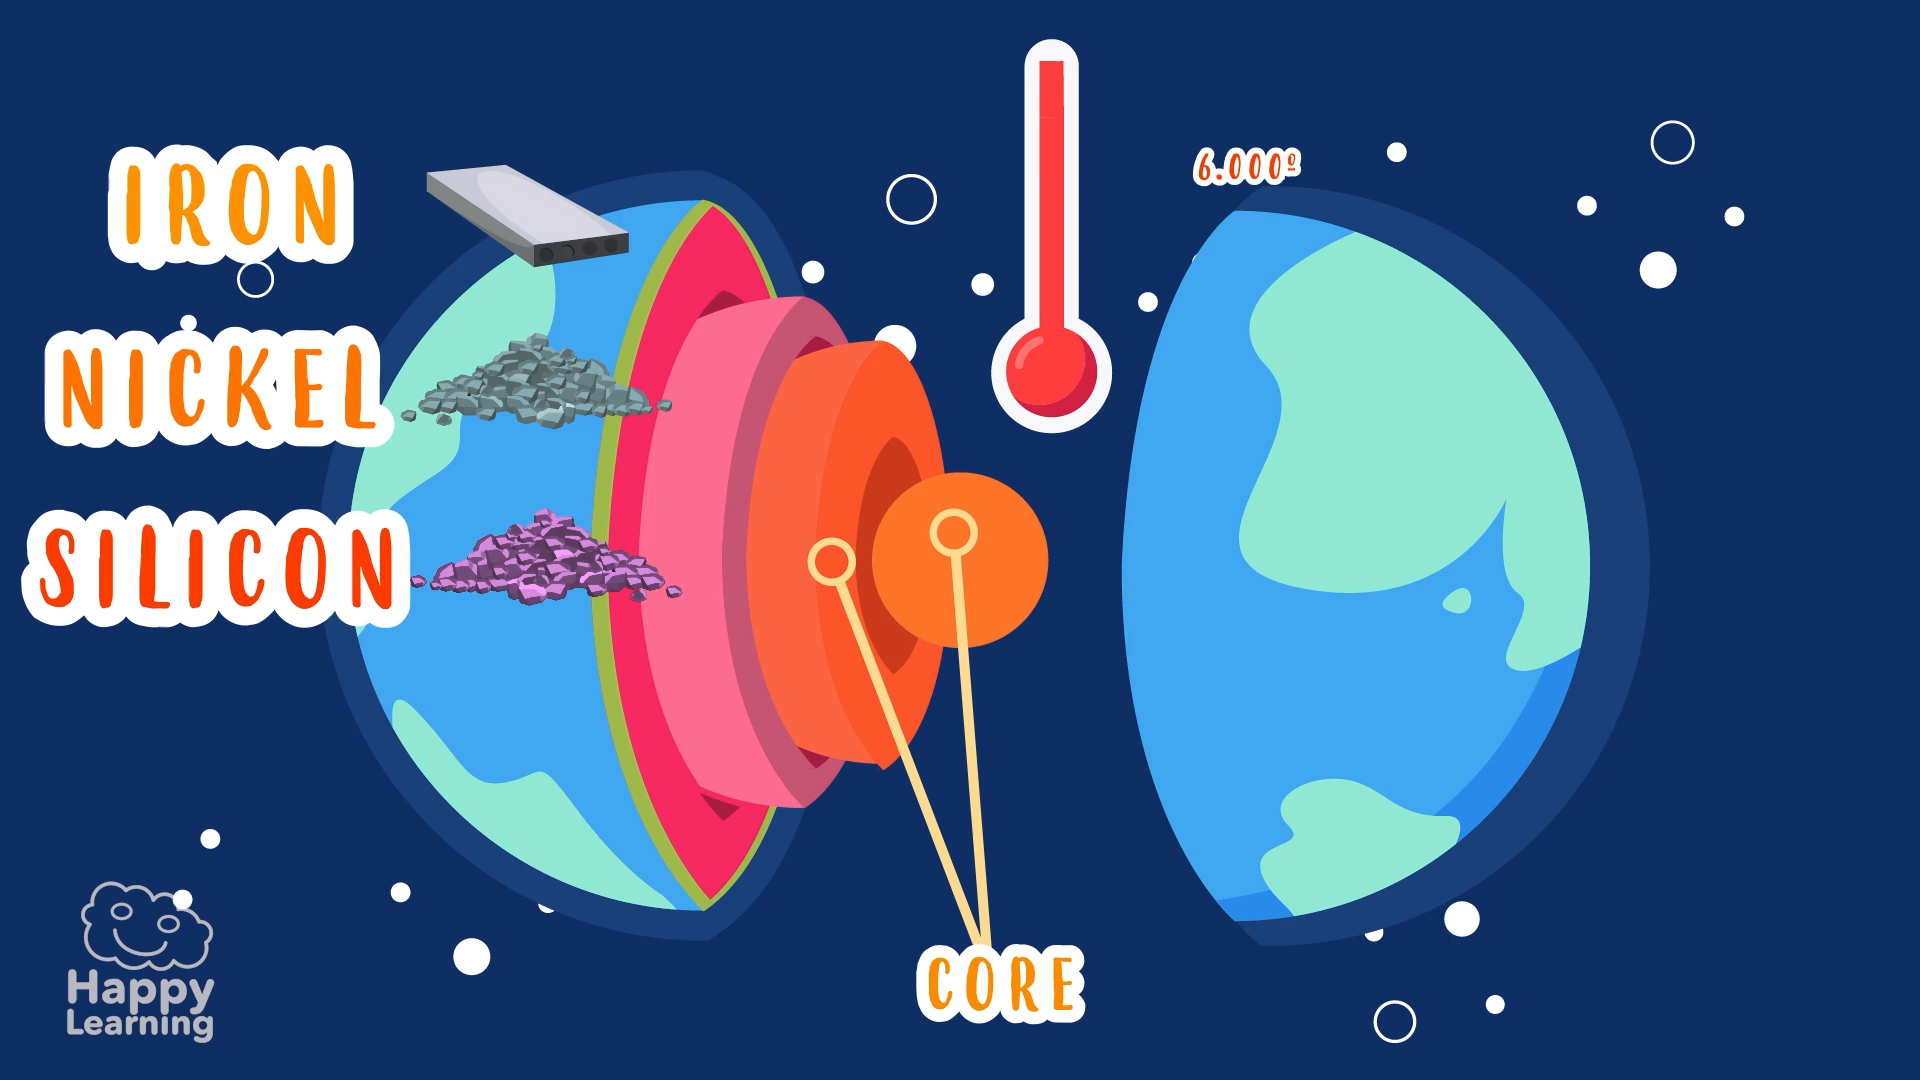 IRON
NICKEL
SILICON
6.000º
CORE
Happy
Learning